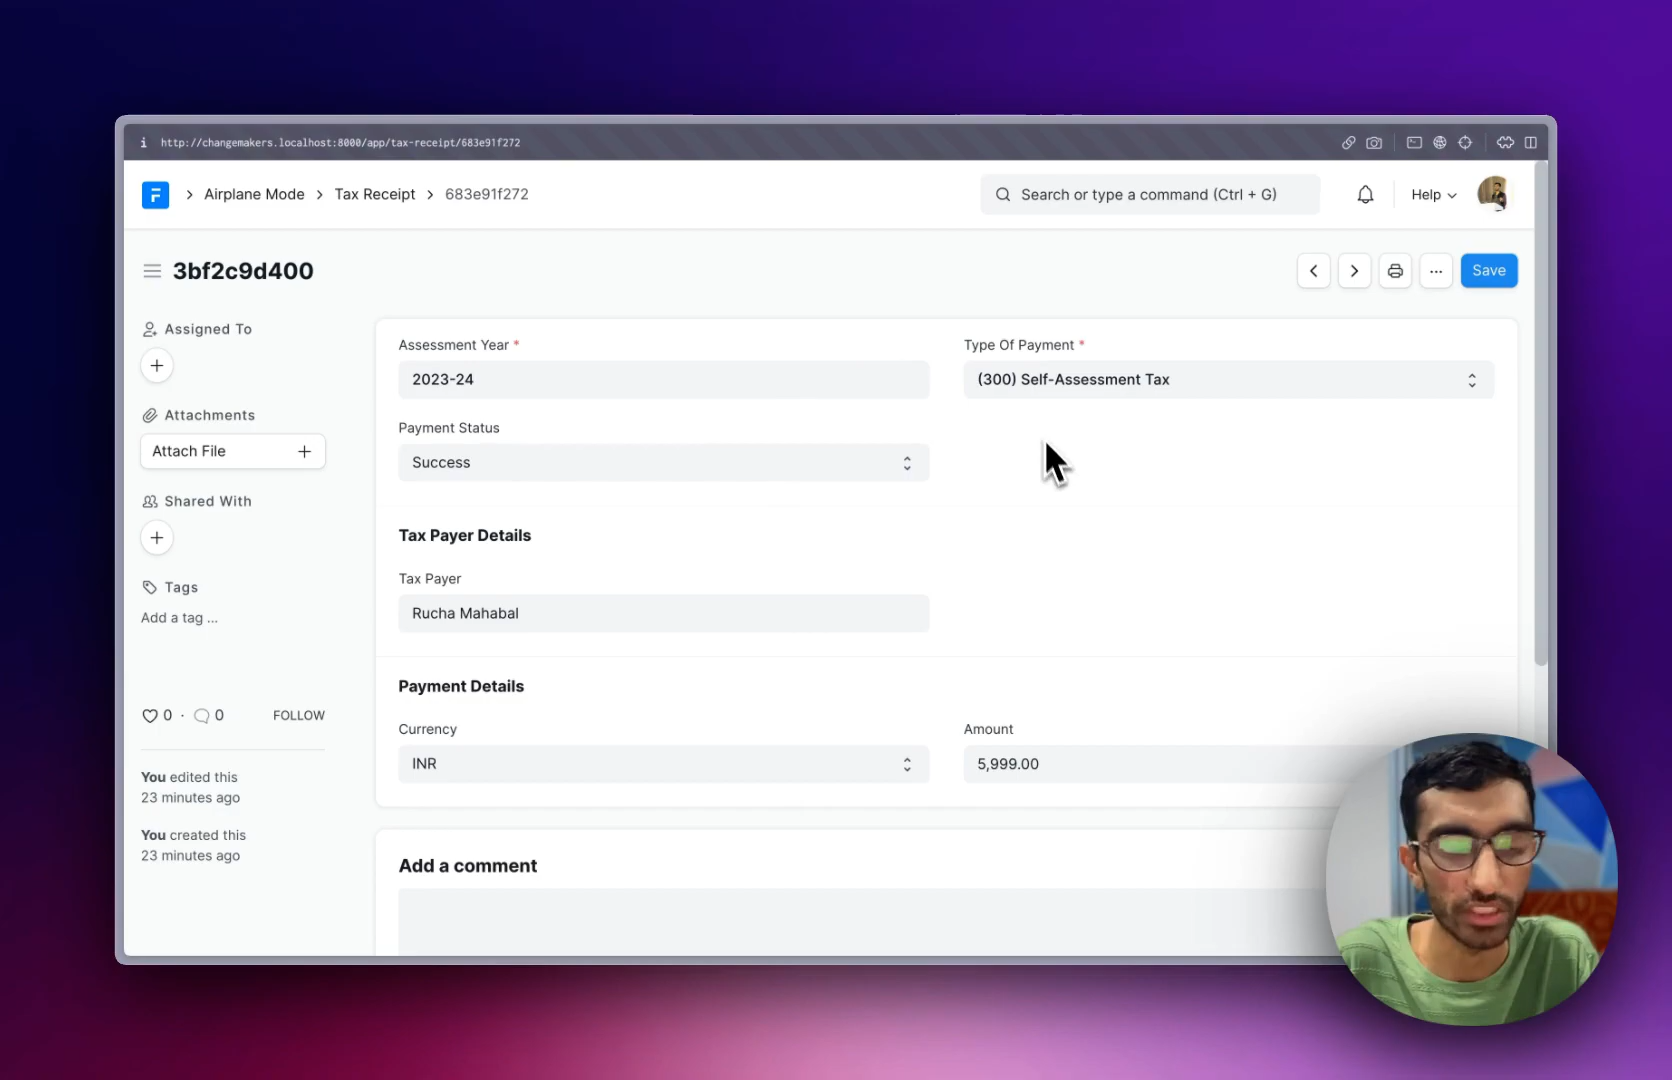 http://changemakers.localhost:8000/app/tax-receipt/683e91f272
Airplane Mode
Tax Receipt
683e91f272
Search or type a command (Ctrl + G)
Help
3bf2c9d400
Save
Assigned To
Attachments
Attach File
Shared With
Tags
Add a tag ...
0 · 0
FOLLOW
You edited this
23 minutes ago
You created this
23 minutes ago
Assessment Year *
2023-24
Type Of Payment *
(300) Self-Assessment Tax
Payment Status
Success
Tax Payer Details
Tax Payer
Rucha Mahabal
Payment Details
Currency
INR
Amount
5,999.00
Add a comment